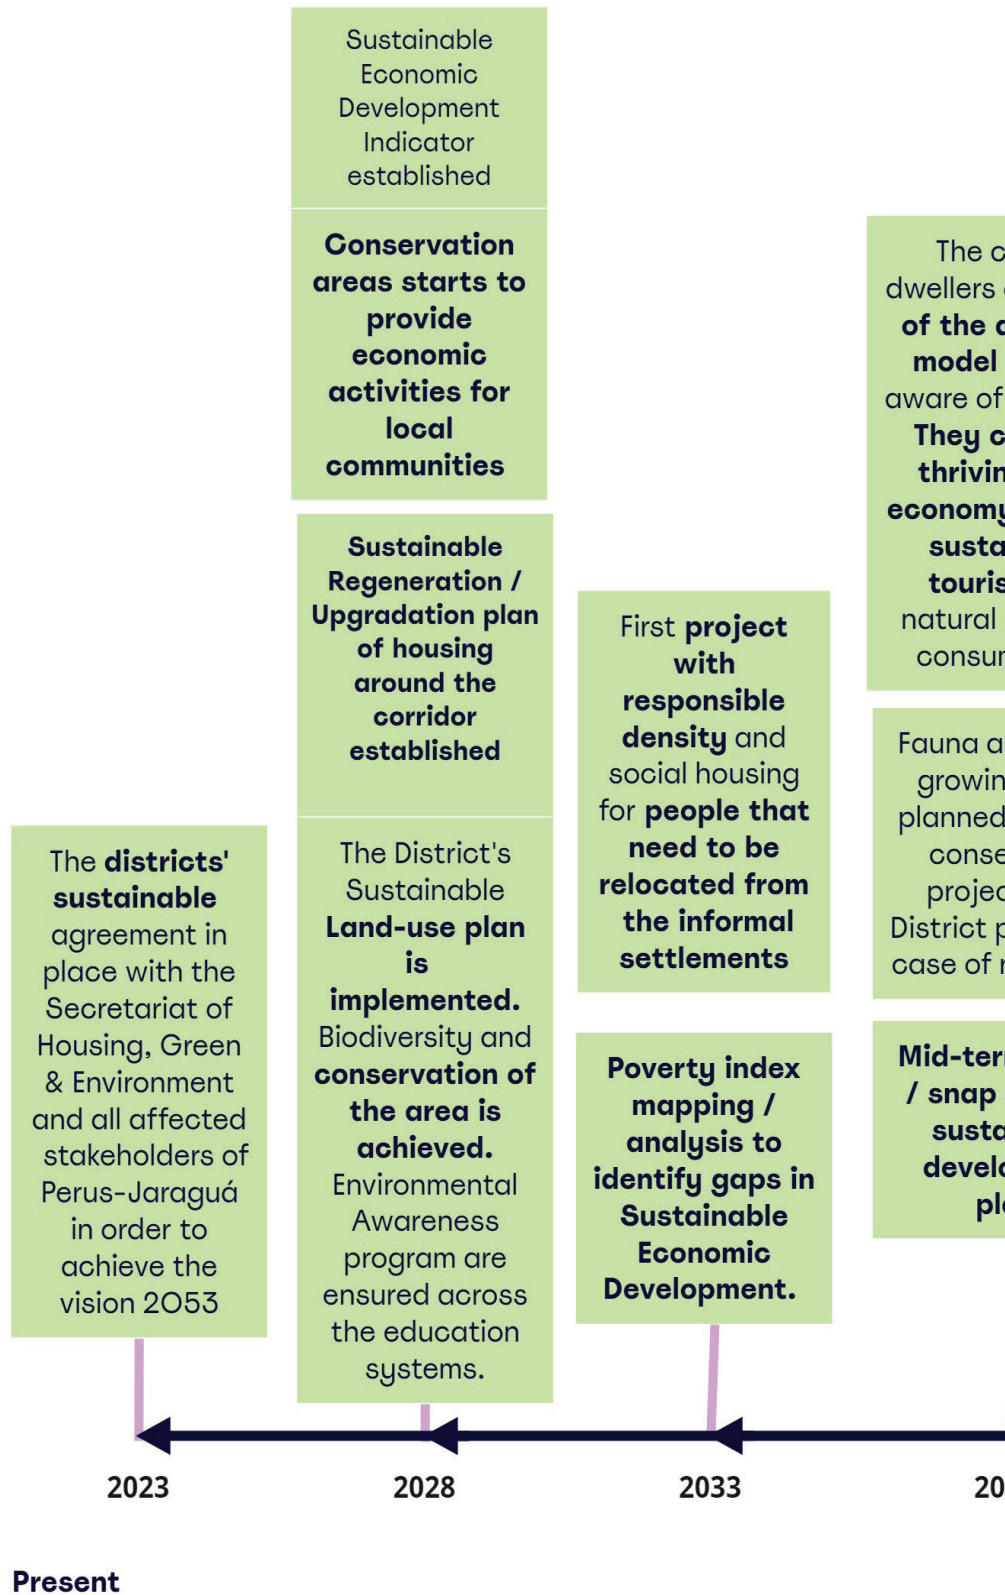 Sustainable
Economic
Development
Indicator
established
Conservation
areas starts to
provide
economic
activities for
local
communities
Sustainable
Regeneration /
Upgradation plan
of housing
around the
corridor
established
The District's
Sustainable
Land-use plan
is
implemented.
Biodiversity and
conservation of
the area is
achieved.
Environmental
Awareness
program are
ensured across
the education
systems.
The districts'
sustainable
agreement in
place with the
Secretariat of
Housing, Green
& Environment
and all affected
stakeholders of
Perus-Jaraguá
in order to
achieve the
vision 2053
First project
with
responsible
density and
social housing
for people that
need to be
relocated from
the informal
settlements
Poverty index
mapping /
analysis to
identify gaps in
Sustainable
Economic
Development.
The
dwellers
of the
model
aware of
They
natural
Fauna
planned
District
case of
/ snap
2023
2028
2033
Present